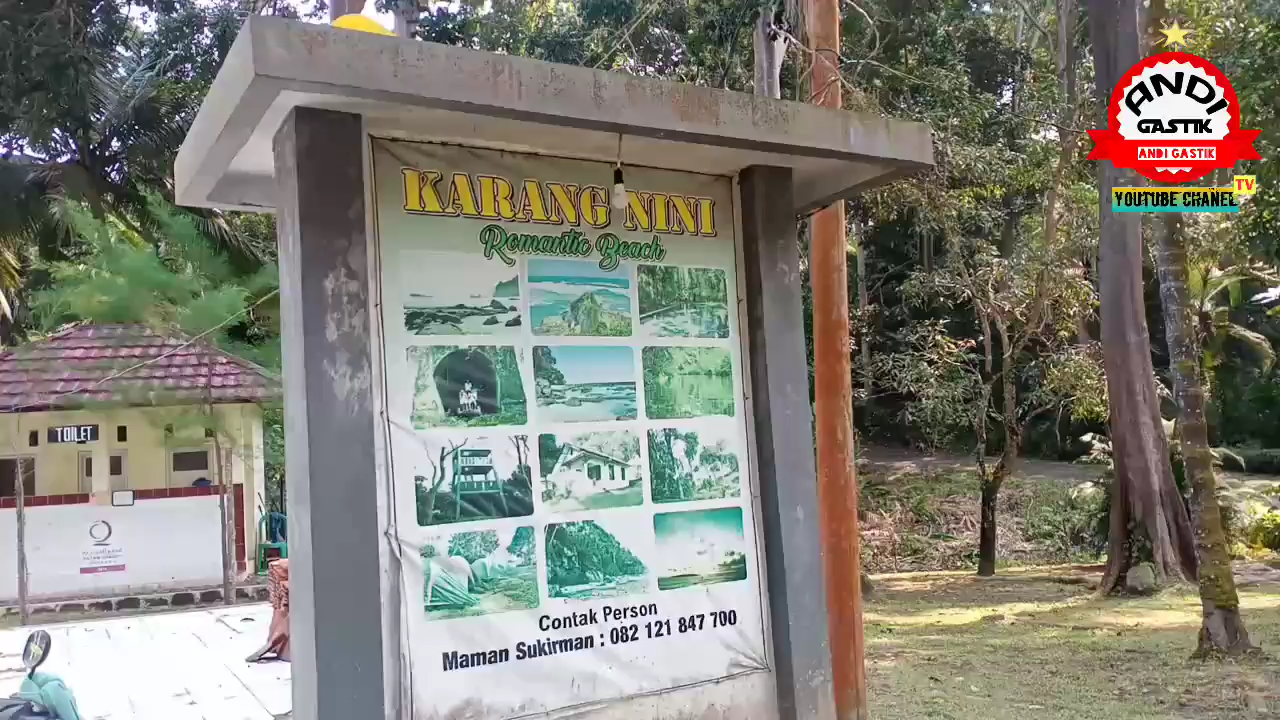 KARANG NINI
Romantic Beach
Contak Person
Maman Sukirman : 082 121 847 700
TOILET
ANDI
GASTIK
ANDI GASTIK
YOUTUBE CHANEL
TV